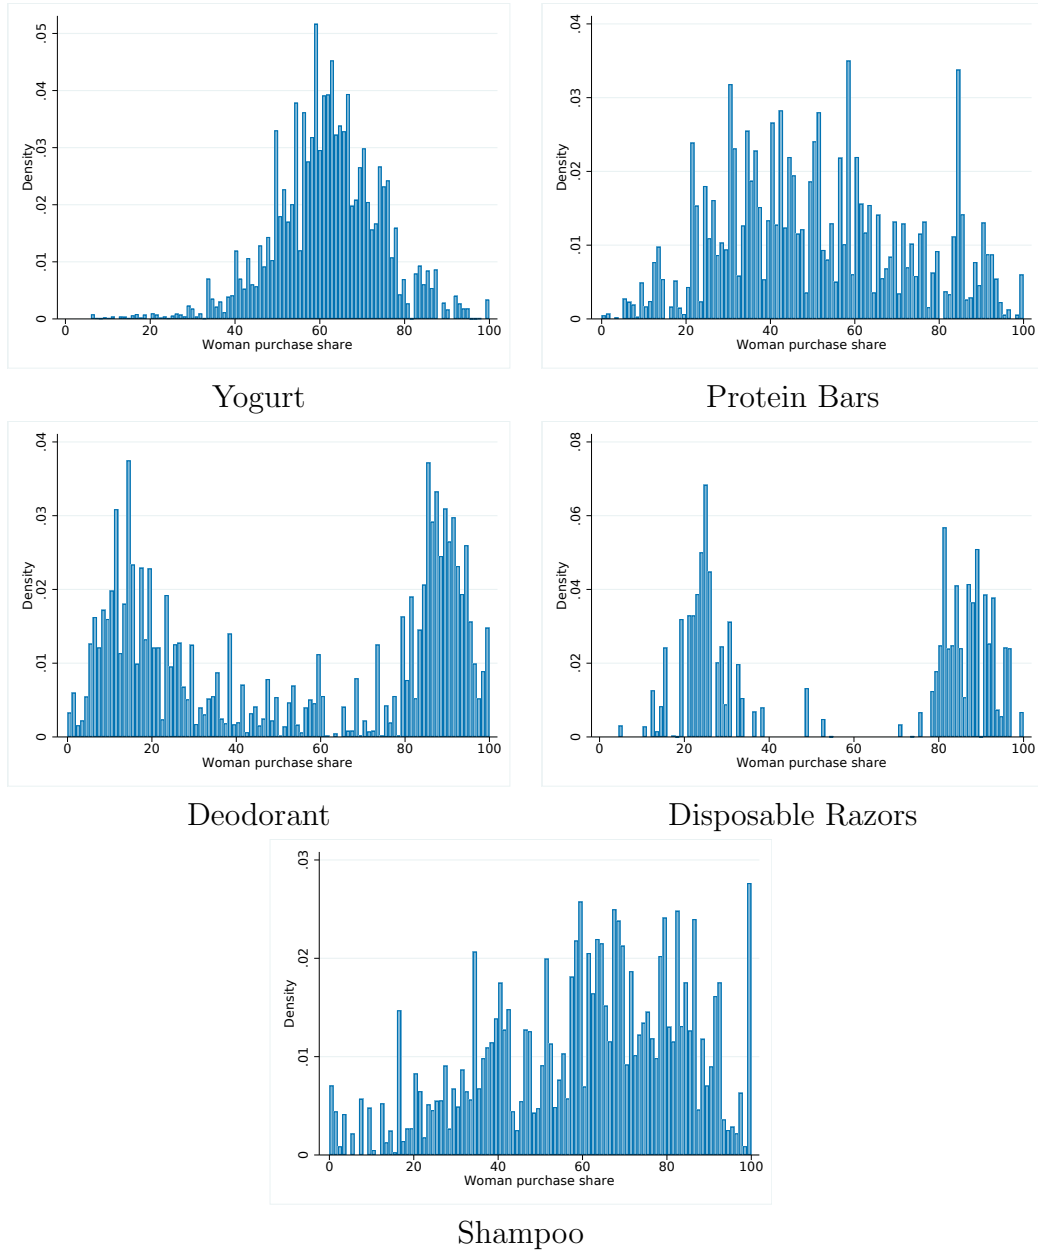 Density
.05
.04
.03
.02
.01
0
0 20 40 60 80 100
Woman purchase share
Yogurt
Density
.04
.03
.02
.01
0
0 20 40 60 80 100
Woman purchase share
Protein Bars
Density
.04
.03
.02
.01
0
0 20 40 60 80 100
Woman purchase share
Deodorant
Density
.08
.06
.04
.02
0
0 20 40 60 80 100
Woman purchase share
Disposable Razors
Density
.03
.02
.01
0
0 20 40 60 80 100
Woman purchase share
Shampoo